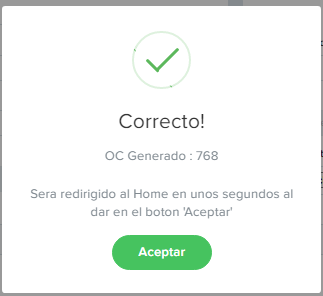 Correcto!
OC Generado : 768
Sera redirigido al Home en unos segundos al
dar en el boton 'Aceptar'
Aceptar